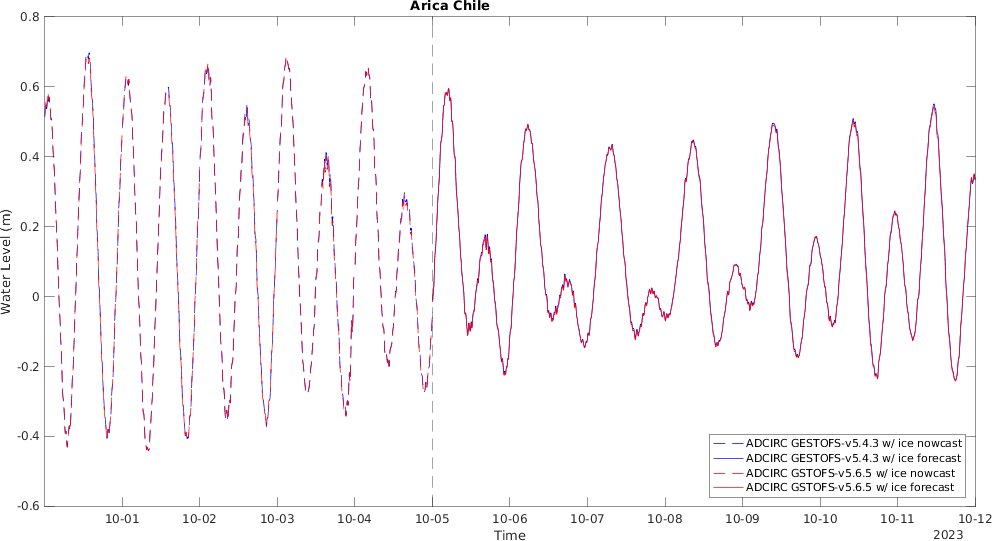 Arica Chile
Water Level (m)
0.8
0.6
0.4
0.2
0
-0.2
-0.4
-0.6
ADCIRC GESTOFS-v5.4.3 w/ ice nowcast
ADCIRC GESTOFS-v5.4.3 w/ ice forecast
ADCIRC GSTOFS-v5.6.5 w/ ice nowcast
ADCIRC GSTOFS-v5.6.5 w/ ice forecast
10-01 10-02 10-03 10-04 10-05 10-06 10-07 10-08 10-09 10-10 10-11 10-12
Time
2023